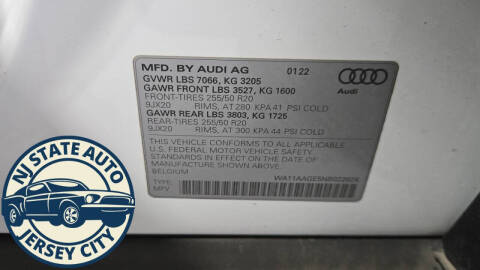 MFD. BY AUDI AG 01 22
GVWR LBS 7066, KG 3205
GAWR FRONT LBS 3527, KG 1600
FRONT-TIRES 255/50 R20
9JX20 RIMS, AT 280 KPA 41 PSI COLD
GAWR REAR LBS 3803, KG 1725
REAR-TIRES 255/50 R20
9JX20 RIMS, AT 300 KPA 44 PSI COLD
THIS VEHICLE CONFORMS TO ALL APPLICABLE
U.S. FEDERAL MOTOR VEHICLE SAFETY
STANDARDS IN EFFECT ON THE DATE OF
MANUFACTURE SHOWN ABOVE.
BELGIUM
TYPE:
MPV
Audi
NJ STATE AUTO
JERSEY CITY